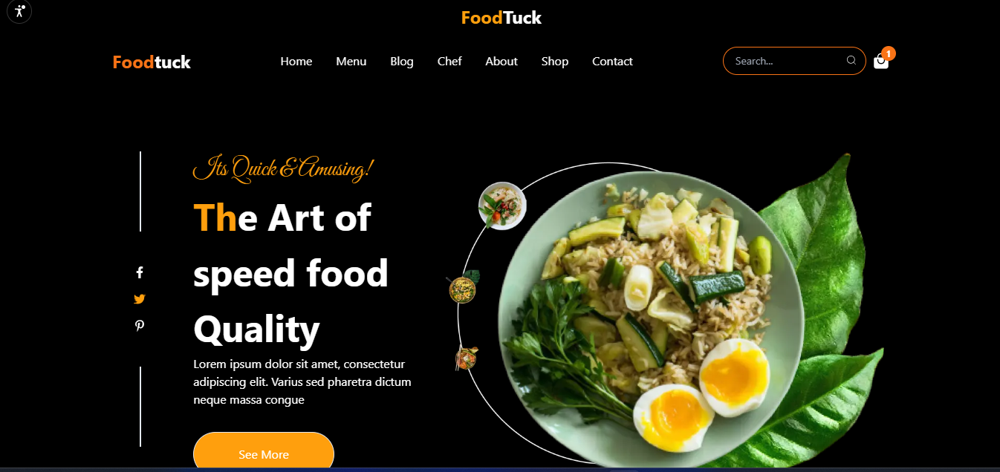 FoodTuck
Foodtuck
Home Menu Blog Chef About Shop Contact
Search...
1
Its Quick & Amusing!
The Art of
speed food
Quality
Lorem ipsum dolor sit amet, consectetur
adipiscing elit. Varius sed pharetra dictum
neque massa congue
See More